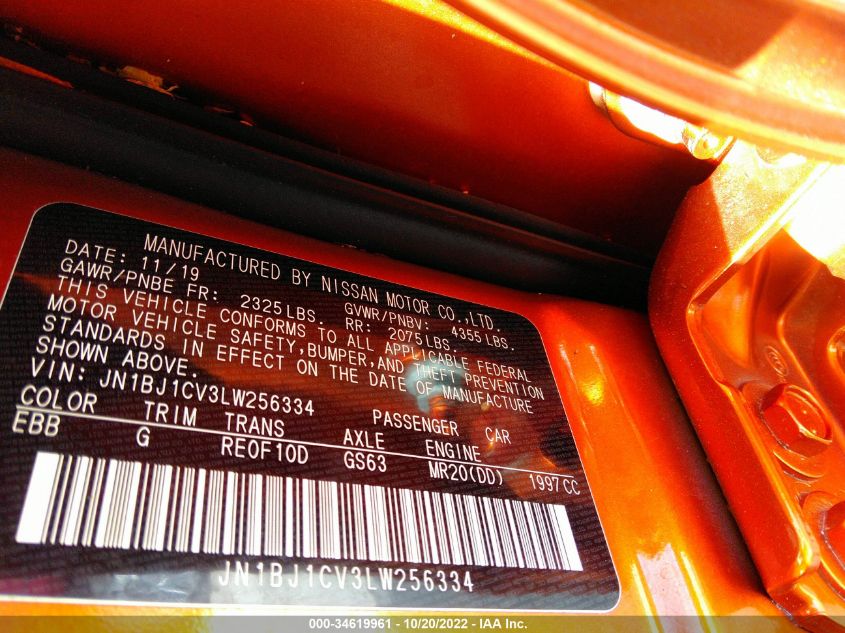 MANUFACTURED BY NISSAN MOTOR CO.,LTD.
DATE: 11/19 GVWR/PNBV: 4355LBS.
GAWR/PNBE FR: 2325LBS. RR: 2075LBS
THIS VEHICLE CONFORMS TO ALL APPLICABLE FEDERAL
MOTOR VEHICLE SAFETY,BUMPER,AND THEFT PREVENTION
STANDARDS IN EFFECT ON THE DATE OF MANUFACTURE
SHOWN ABOVE.
VIN: JN1BJ1CV3LW256334 PASSENGER CAR
COLOR TRIM TRANS AXLE ENGINE
EBB G REOF10D GS63 MR20(DD) 1997CC
JN1BJ1CV3LW256334
000-34619961 - 10/20/2022 - IAA Inc.